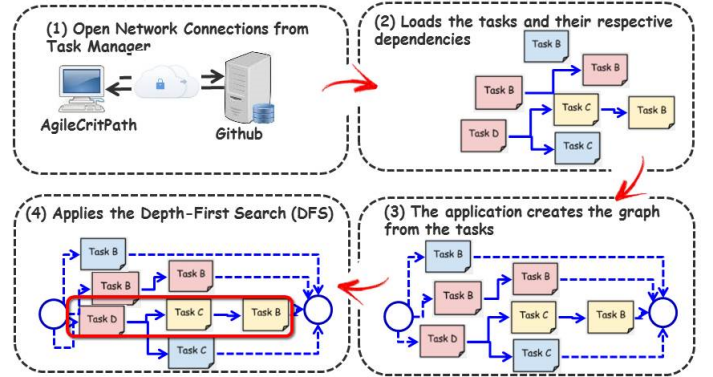 (1) Open Network Connections from
Task Manager
AgileCritPath
Github
(2) Loads the tasks and their respective
dependencies
Task B
Task B
Task B
Task C
Task B
Task D
Task C
(3) The application creates the graph
from the tasks
Task B
Task B
Task B
Task C
Task B
Task D
Task C
(4) Applies the Depth-First Search (DFS)
Task B
Task B
Task B
Task C
Task B
Task D
Task C